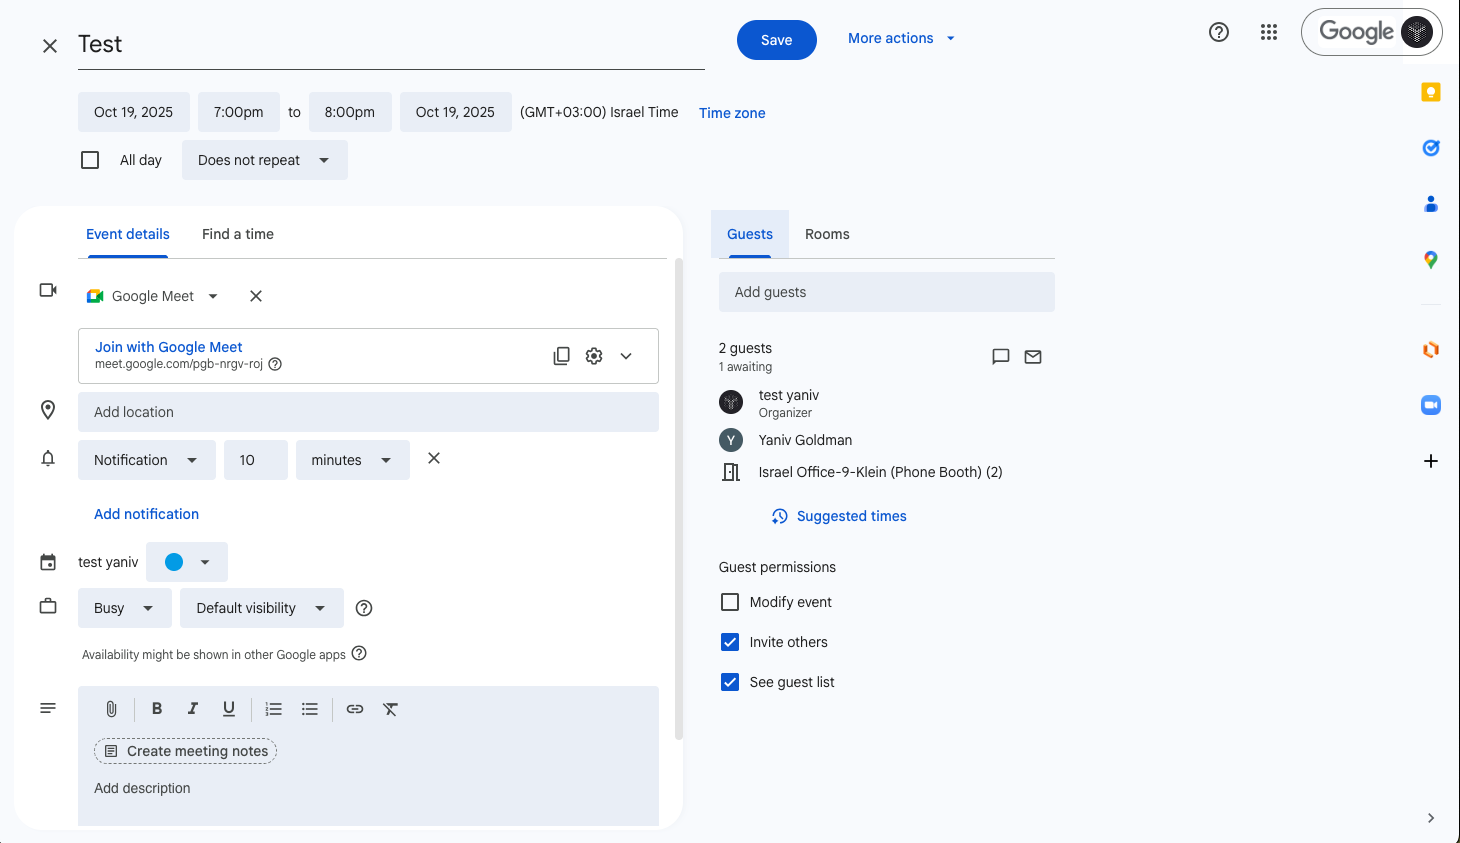 Test
Save
More actions
Google
Oct 19, 2025 7:00pm to 8:00pm Oct 19, 2025 (GMT+03:00) Israel Time Time zone
All day Does not repeat
Event details Find a time
Google Meet
Join with Google Meet
meet.google.com/pgb-nrgv-roj
Add location
Notification 10 minutes
Add notification
test yaniv
Busy Default visibility
Availability might be shown in other Google apps
B I U
Create meeting notes
Add description
Guests Rooms
Add guests
2 guests
1 awaiting
test yaniv
Organizer
Y Yaniv Goldman
Israel Office-9-Klein (Phone Booth) (2)
Suggested times
Guest permissions
Modify event
Invite others
See guest list